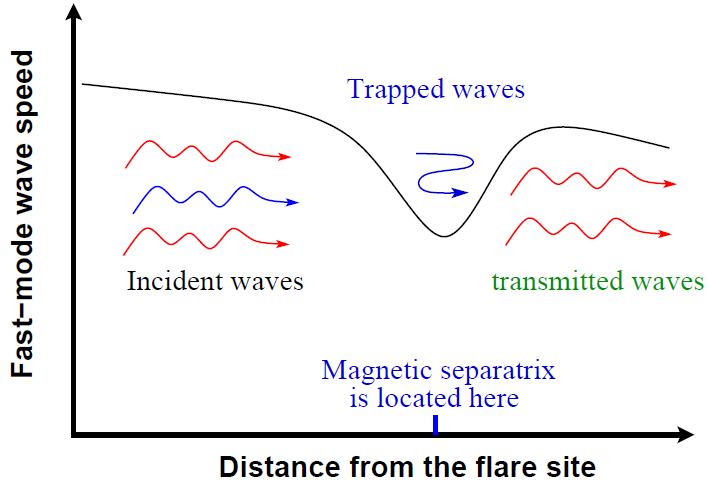 Fast−mode wave speed
Trapped waves
Incident waves
transmitted waves
Magnetic separatrix
is located here
Distance from the flare site